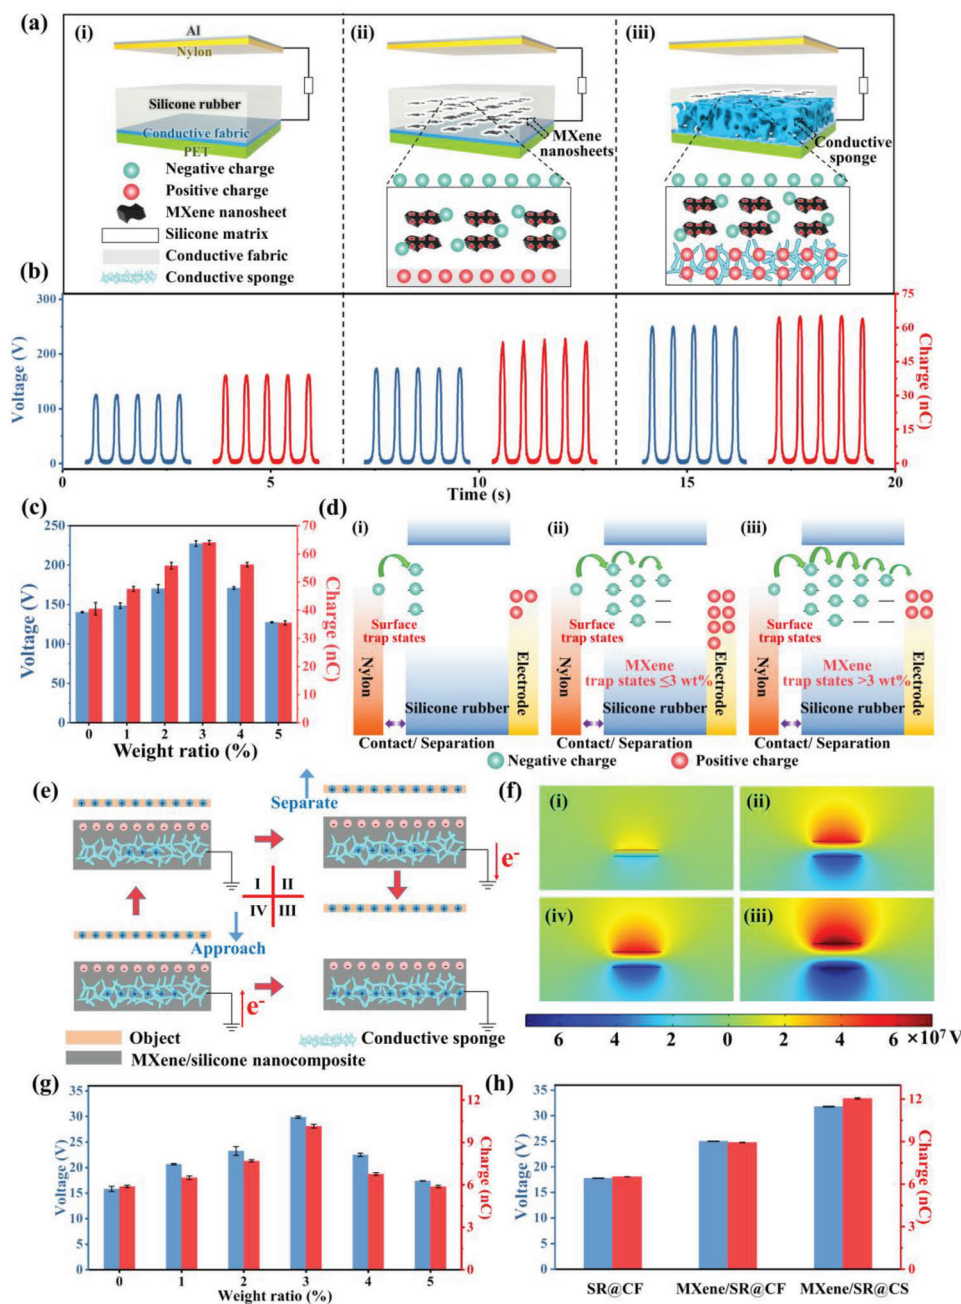 (a)
(i)
Al
Nylon
Silicone rubber
Conductive fabric
PET
Negative charge
Positive charge
MXene nanosheet
Silicone matrix
Conductive fabric
Conductive sponge
(ii)
MXene
nanosheets
(iii)
Conductive
sponge
(b)
Voltage (V)
300
200
100
0
75
60
45
30
15
0
Charge (nC)
0
5
10
15
20
Time (s)
(c)
Voltage (V)
250
200
150
100
50
0
70
60
50
40
30
20
10
0
Charge (nC)
0
1
2
3
4
5
Weight ratio (%)
(d)
(i)
Surface
trap states
Nylon
Electrode
Silicone rubber
Contact/ Separation
(ii)
Surface
trap states
MXene
trap states ≤3 wt%
Nylon
Silicone rubber
Electrode
Contact/ Separation
(iii)
Surface
trap states
MXene
trap states >3 wt%
Nylon
Silicone rubber
Electrode
Contact/ Separation
Negative charge
Positive charge
(e)
Separate
e-
I
II
IV
III
Approach
e-
Object
Conductive sponge
MXene/silicone nanocomposite
(f)
(i)
(ii)
(iv)
(iii)
6
4
2
0
2
6
×10⁷ V
(g)
Voltage (V)
35
30
25
20
15
10
5
0
12
9
6
3
0
Charge (nC)
0
1
2
3
4
5
Weight ratio (%)
(h)
Voltage (V)
35
30
25
20
15
10
5
0
12
9
6
3
0
Charge (nC)
SR@CF
MXene/SR@CF
MXene/SR@CS